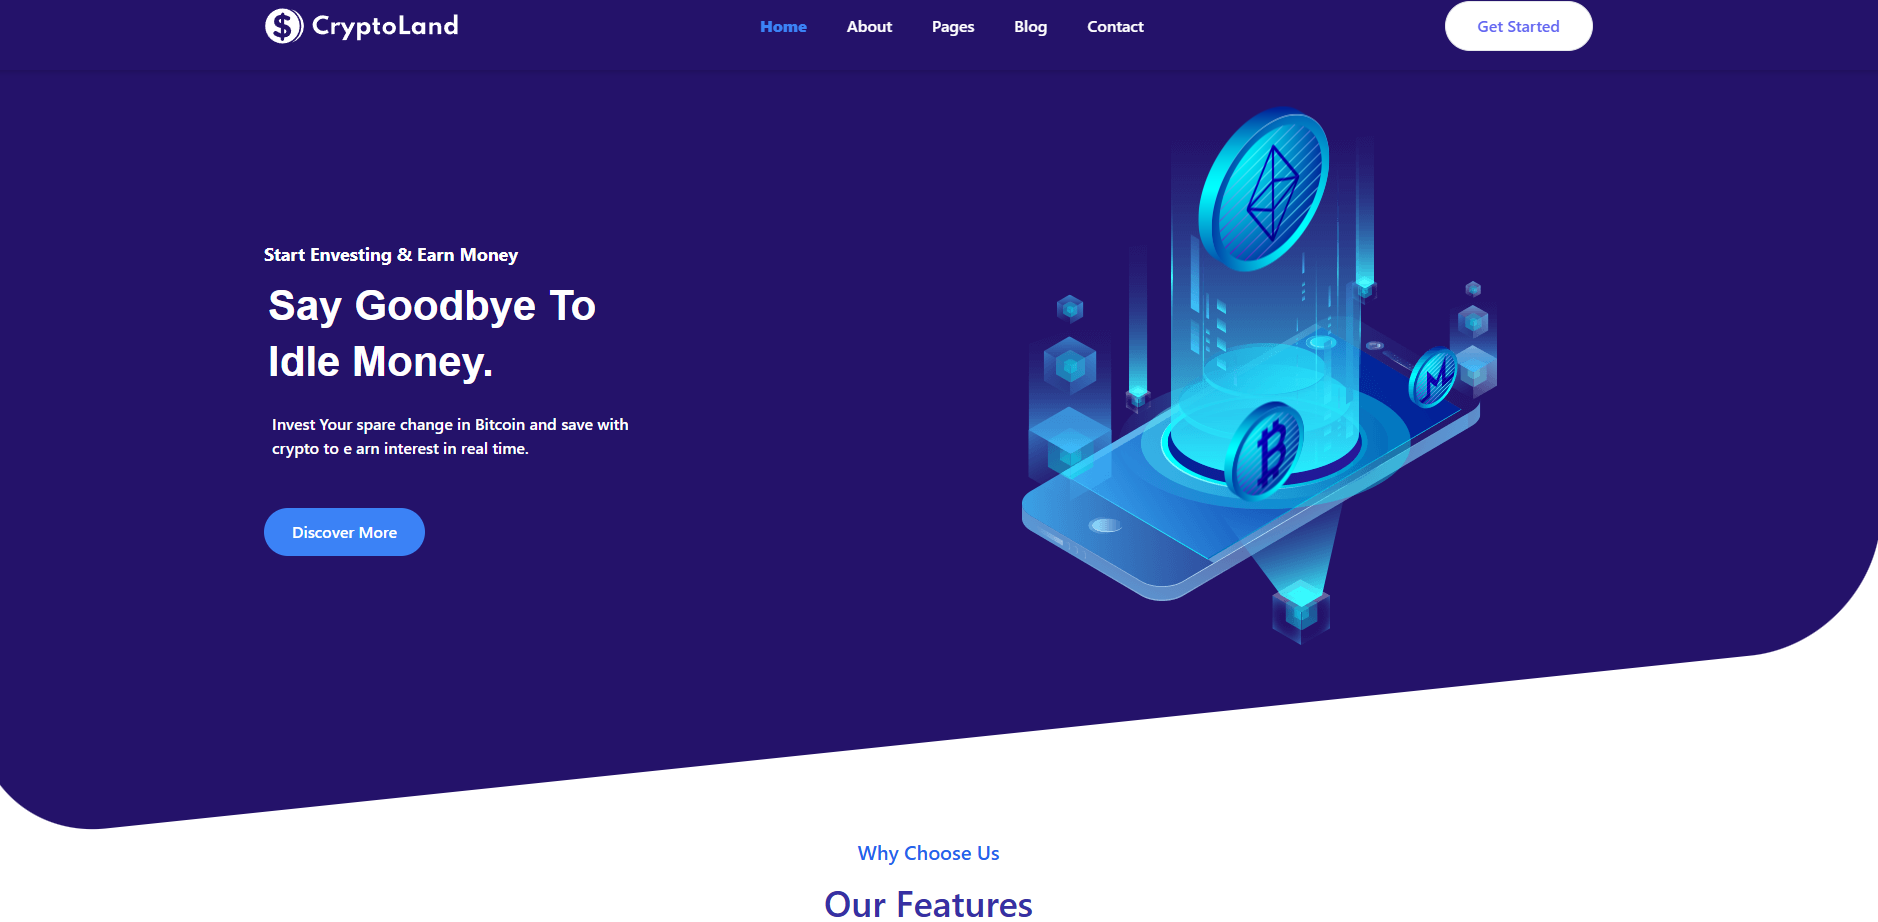 CryptoLand
Home About Pages Blog Contact
Get Started
Start Envesting & Earn Money
Say Goodbye To
Idle Money.
Invest Your spare change in Bitcoin and save with
crypto to e arn interest in real time.
Discover More
Why Choose Us
Our Features